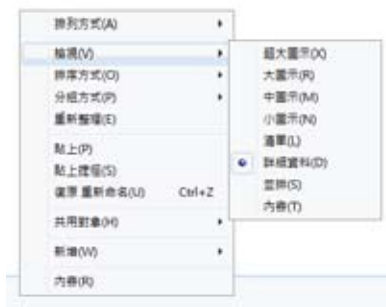 排列方式(A)
檢視(V)
排序方式(O)
分組方式(P)
重新整理(E)
貼上(P)
貼上捷徑(S)
復原 重新命名(U) Ctrl+Z
共用對象(H)
新增(W)
內容(R)
超大圖示(X)
大圖示(R)
中圖示(M)
小圖示(N)
清單(L)
詳細資料(D)
並排(S)
內容(T)